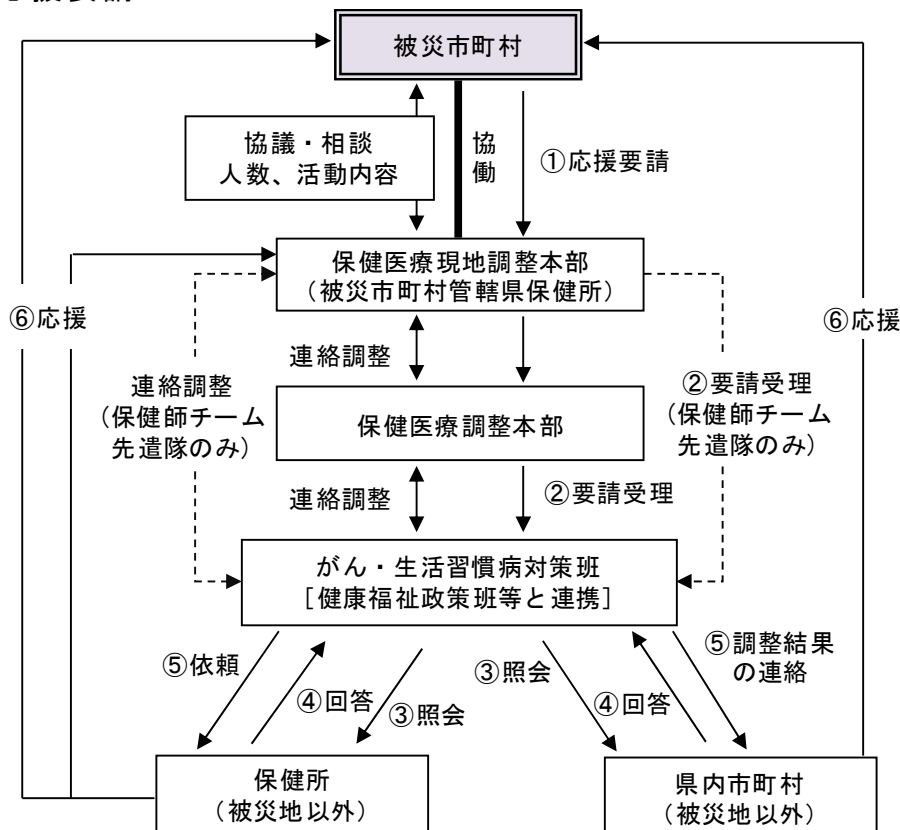 被災市町村
協議・相談
人数、活動内容
協
働
①応援要請
保健医療現地調整本部
（被災市町村管轄県保健所）
⑥応援
⑥応援
連絡調整
連絡調整
（保健師チーム
先遣隊のみ）
②要請受理
（保健師チーム
先遣隊のみ）
保健医療調整本部
連絡調整
②要請受理
がん・生活習慣病対策班
［健康福祉政策班等と連携］
⑤依頼
④回答
③照会
③照会
④回答
⑤調整結果
の連絡
保健所
（被災地以外）
県内市町村
（被災地以外）